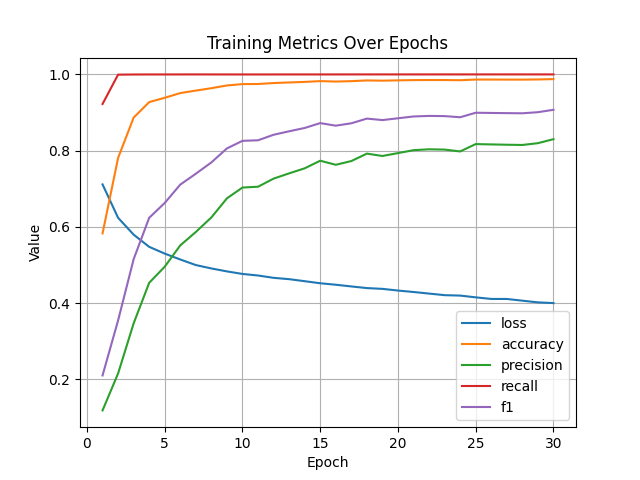 Training Metrics Over Epochs
1.0
0.8
0.6
0.4
0.2
Value
0
5
10
15
20
25
30
Epoch
loss
accuracy
precision
recall
f1